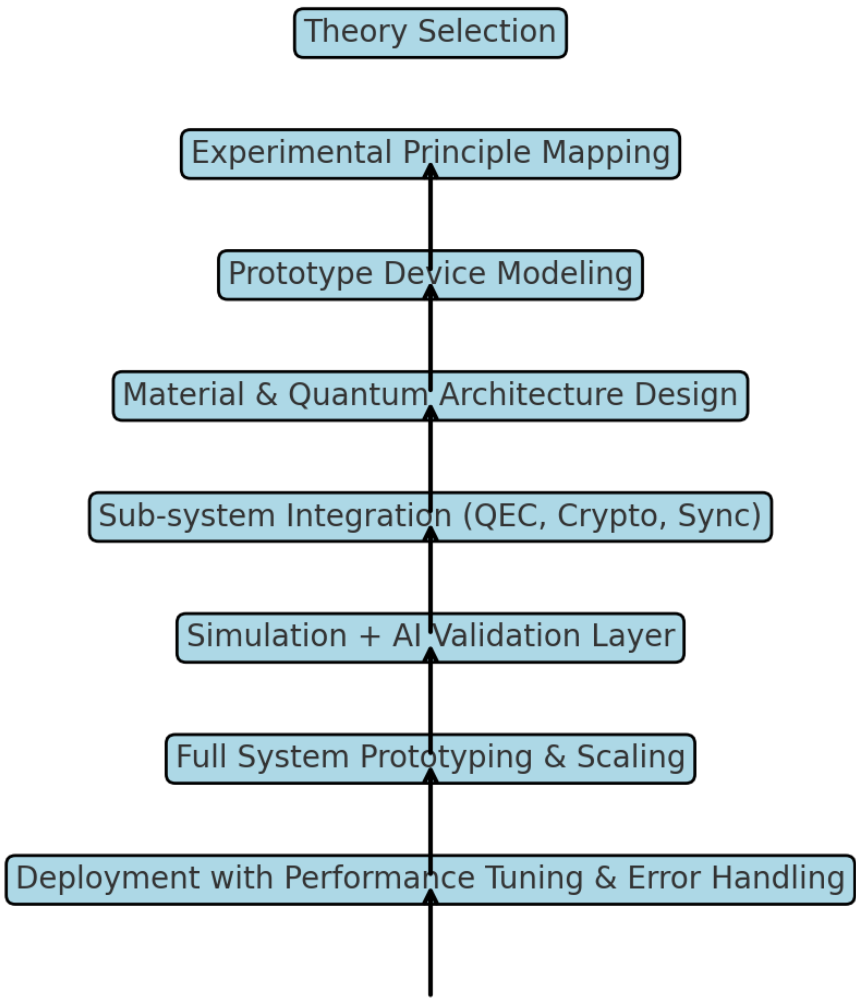 Theory Selection
Experimental Principle Mapping
Prototype Device Modeling
Material & Quantum Architecture Design
Sub-system Integration (QEC, Crypto, Sync)
Simulation + AI Validation Layer
Full System Prototyping & Scaling
Deployment with Performance Tuning & Error Handling